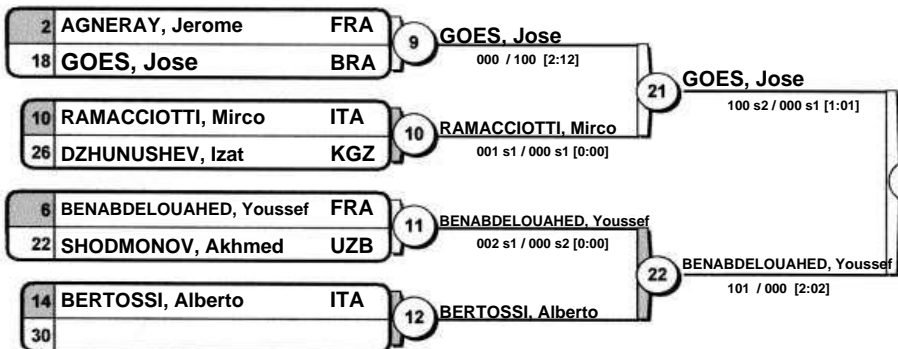 2 AGNERAY, Jerome FRA
18 GOES, Jose BRA
9 GOES, Jose
000 / 100 [2:12]
21 GOES, Jose
100 s2 / 000 s1 [1:01]
10 RAMACCIOTTI, Mirco ITA
26 DZHUNUSHEV, Izat KGZ
10 RAMACCIOTTI, Mirco
001 s1 / 000 s1 [0:00]
6 BENABDELOUAHED, Youssef FRA
22 SHODMONOV, Akhmed UZB
11 BENABDELOUAHED, Youssef
002 s1 / 000 s2 [0:00]
22 BENABDELOUAHED, Youssef
101 / 000 [2:02]
14 BERTOSSI, Alberto ITA
30
12 BERTOSSI, Alberto